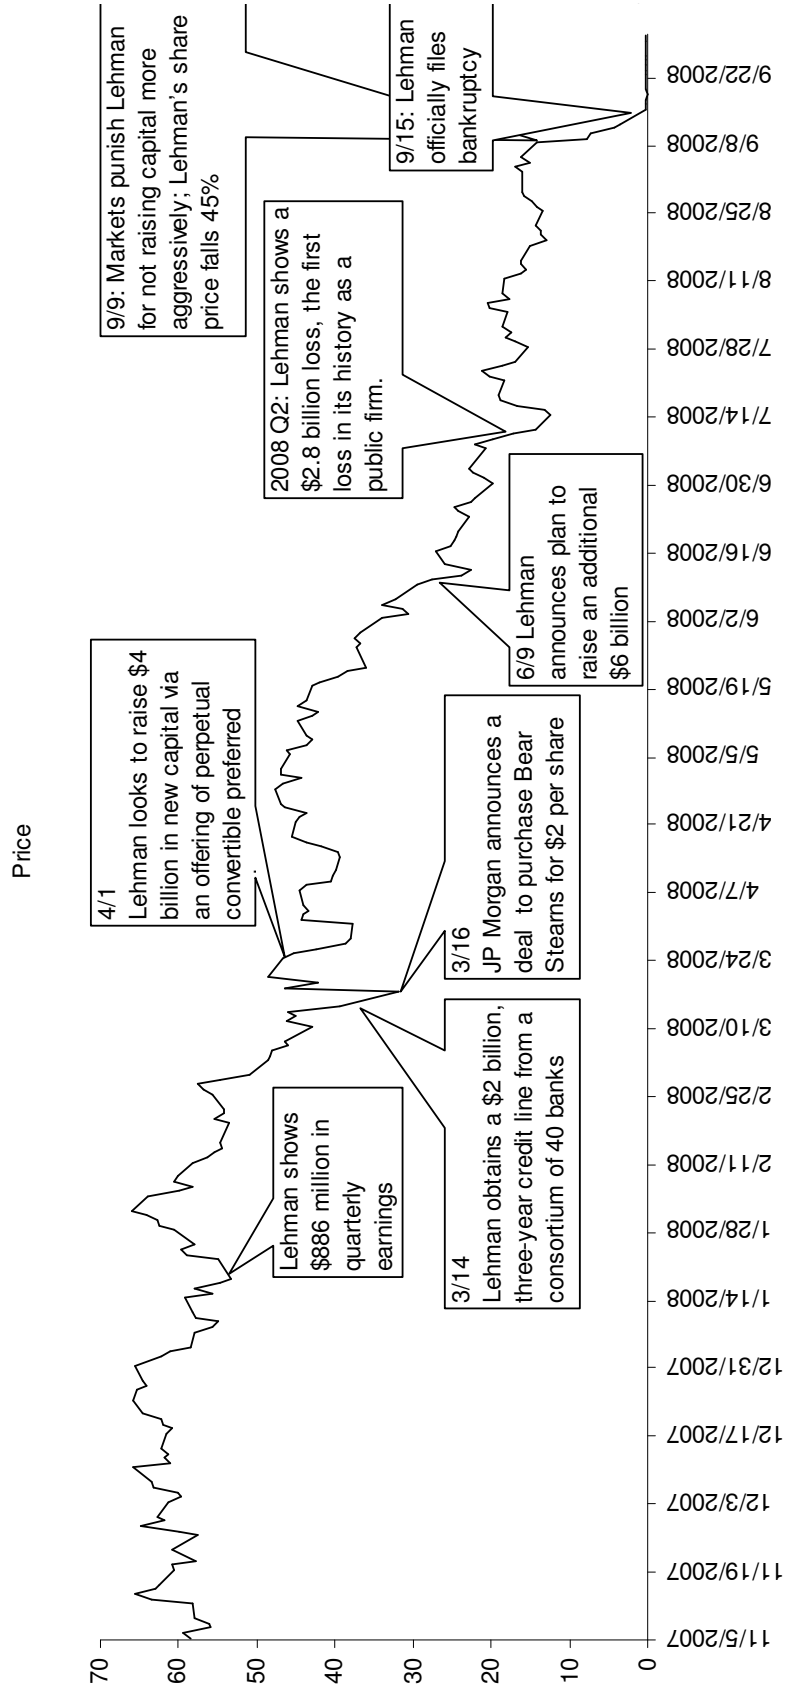 Price
70
60
50
40
30
20
10
0
11/5/2007
11/19/2007
12/3/2007
12/17/2007
12/31/2007
1/14/2008
1/28/2008
2/11/2008
2/25/2008
3/10/2008
3/24/2008
4/7/2008
4/21/2008
5/5/2008
5/19/2008
6/2/2008
6/16/2008
6/30/2008
7/14/2008
7/28/2008
8/11/2008
8/25/2008
9/8/2008
9/22/2008
Lehman shows
$886 million in
quarterly
earnings
3/14
Lehman obtains a $2 billion,
three-year credit line from a
consortium of 40 banks
3/16
JP Morgan announces a
deal to purchase Bear
Stearns for $2 per share
4/1
Lehman looks to raise $4
billion in new capital via
an offering of perpetual
convertible preferred
6/9 Lehman
announces plan to
raise an additional
$6 billion
2008 Q2: Lehman shows a
$2.8 billion loss, the first
loss in its history as a
public firm.
9/9: Markets punish Lehman
for not raising capital more
aggressively; Lehman's share
price falls 45%
9/15: Lehman
officially files
bankruptcy